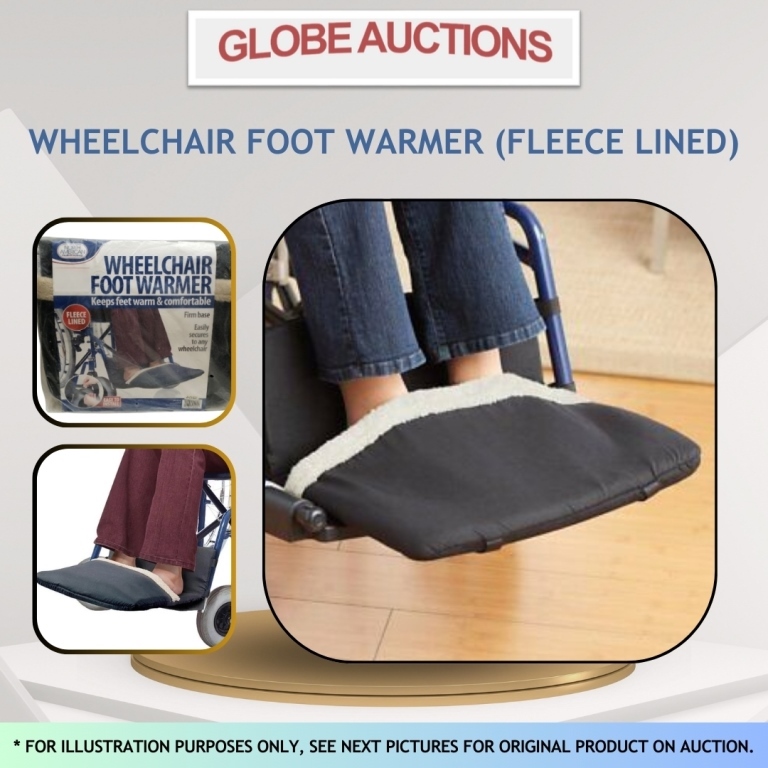 GLOBE AUCTIONS
WHEELCHAIR FOOT WARMER (FLEECE LINED)
WHEELCHAIR
FOOT WARMER
Keeps feet warm & comfortable
FLEECE
LINED
Firm base
Easily
secures
to any
wheelchair
* FOR ILLUSTRATION PURPOSES ONLY, SEE NEXT PICTURES FOR ORIGINAL PRODUCT ON AUCTION.